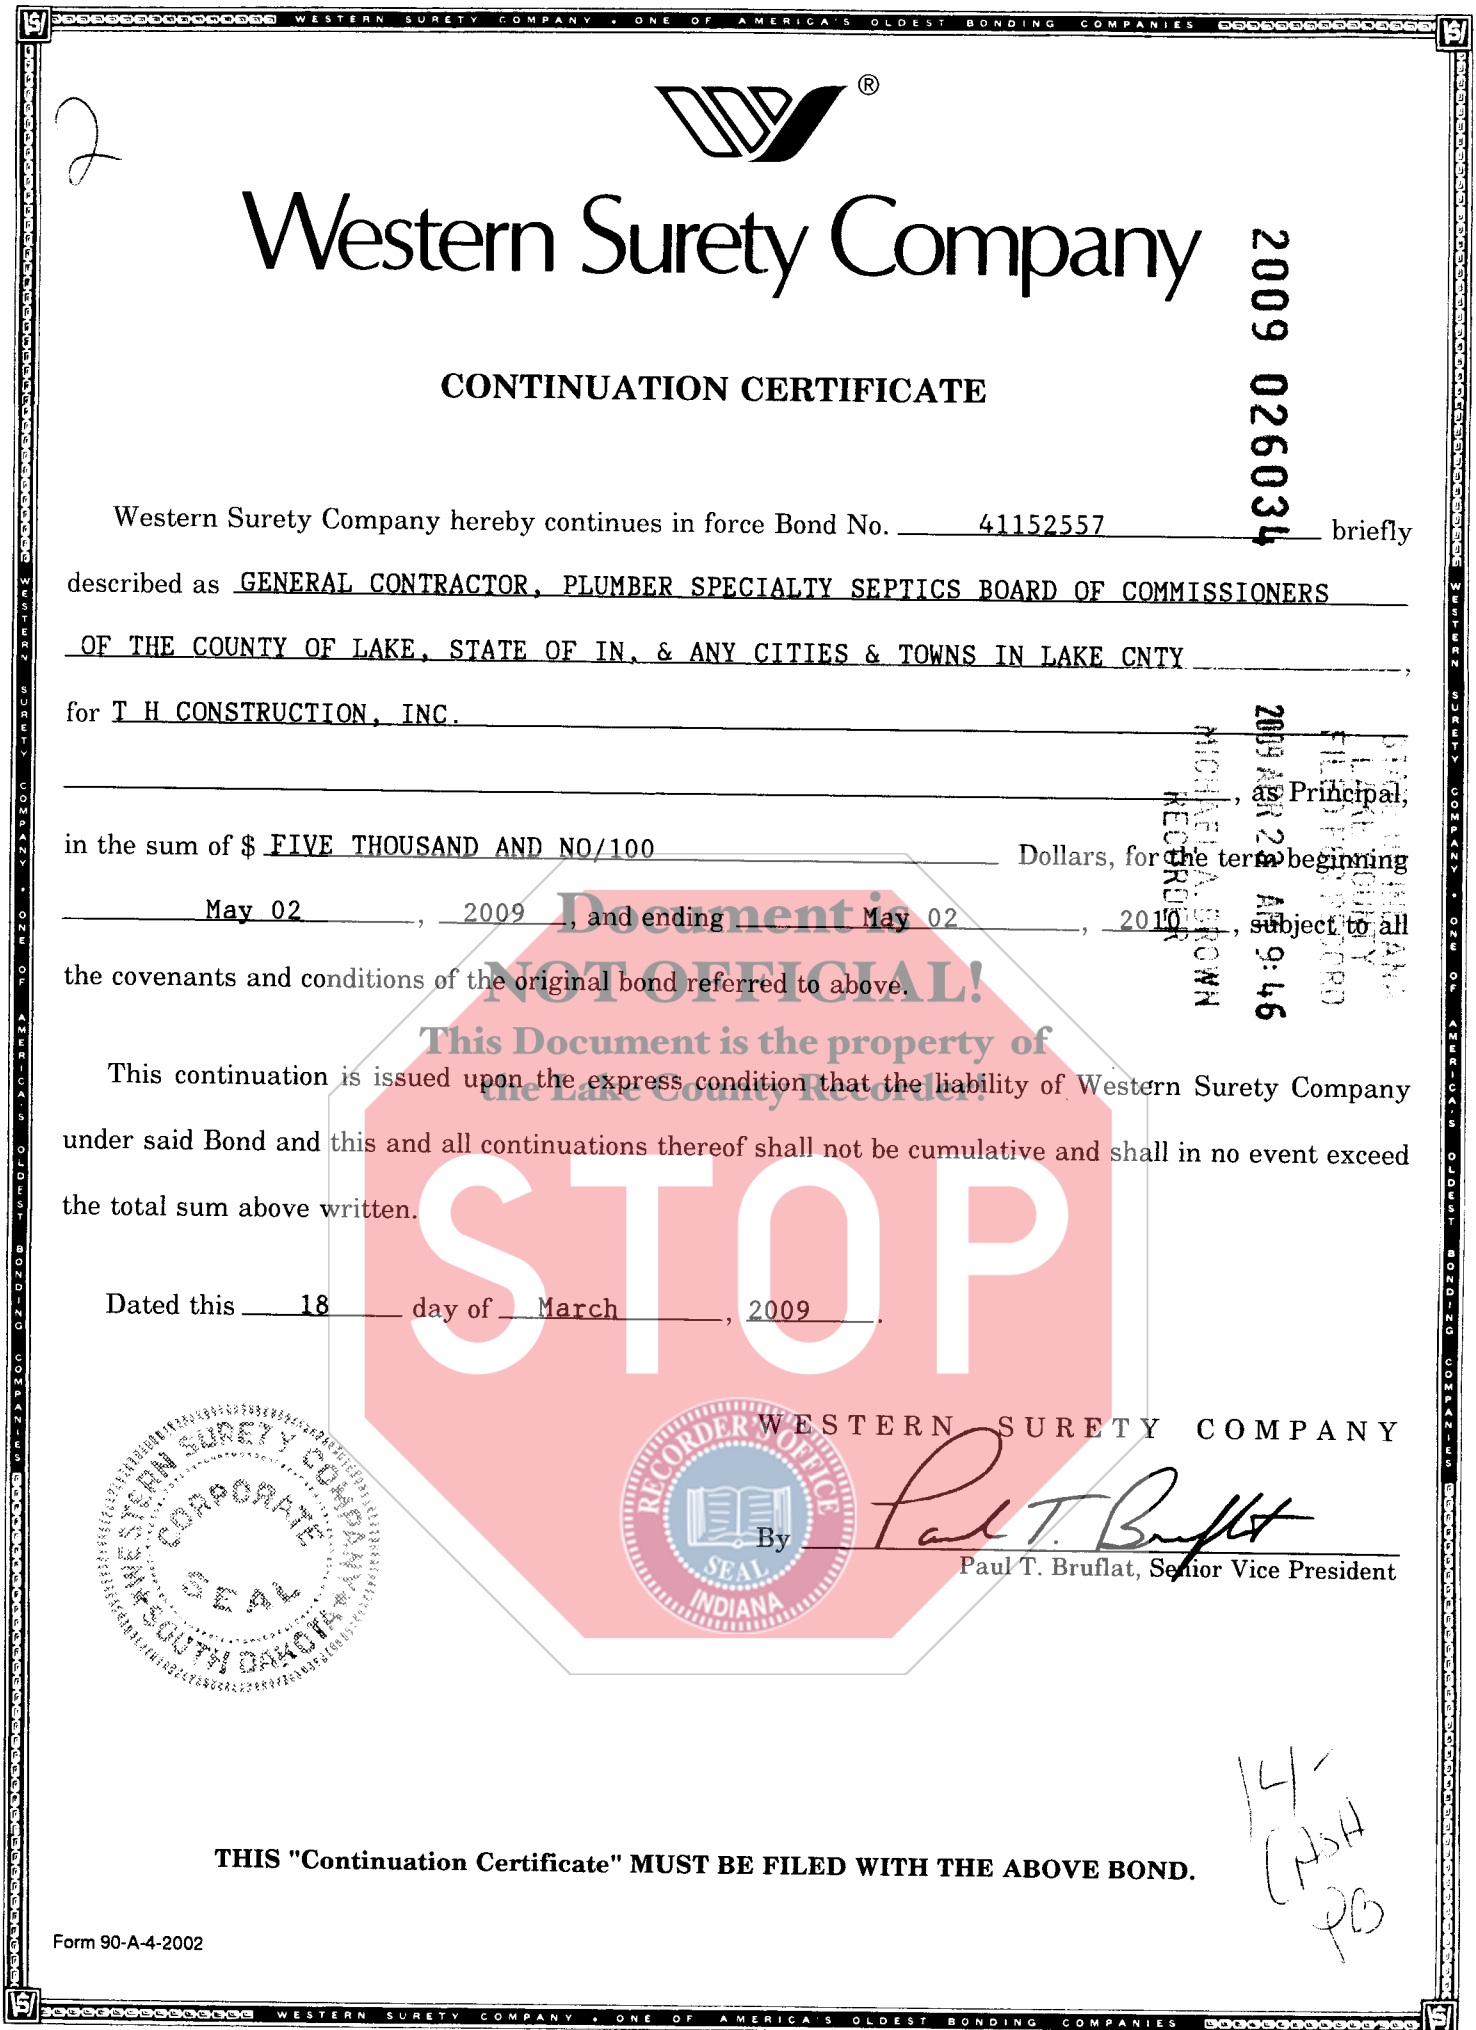 WESTERN SURETY COMPANY • ONE OF AMERICA'S OLDEST BONDING COMPANIES
2
®
Western Surety Company
2009 026034
CONTINUATION CERTIFICATE
Western Surety Company hereby continues in force Bond No. 41152557 briefly
described as GENERAL CONTRACTOR, PLUMBER SPECIALTY SEPTICS BOARD OF COMMISSIONERS
OF THE COUNTY OF LAKE, STATE OF IN, & ANY CITIES & TOWNS IN LAKE CNTY ,
for T H CONSTRUCTION, INC.
, as Principal,
in the sum of $ FIVE THOUSAND AND NO/100 Dollars, for the term beginning
May 02 , 2009 , and ending May 02 , 2010 , subject to all
the covenants and conditions of the original bond referred to above.
LAKE COUNTY
FILED FOR RECORD
2009 APR 23 AM 9:46
MICHAEL A. BROWN
RECORDER
Document is
NOT OFFICIAL!
This Document is the property of
the Lake County Recorder!
This continuation is issued upon the express condition that the liability of Western Surety Company
under said Bond and this and all continuations thereof shall not be cumulative and shall in no event exceed
the total sum above written.
STOP
Dated this 18 day of March , 2009 .
WESTERN SURETY COMPANY
By Paul T. Bruflat
Paul T. Bruflat, Senior Vice President
WESTERN SURETY COMPANY
CORPORATE
SEAL
SOUTH DAKOTA
RECORDER'S OFFICE
SEAL
INDIANA
14-
CASH
PB
THIS "Continuation Certificate" MUST BE FILED WITH THE ABOVE BOND.
Form 90-A-4-2002
WESTERN SURETY COMPANY • ONE OF AMERICA'S OLDEST BONDING COMPANIES